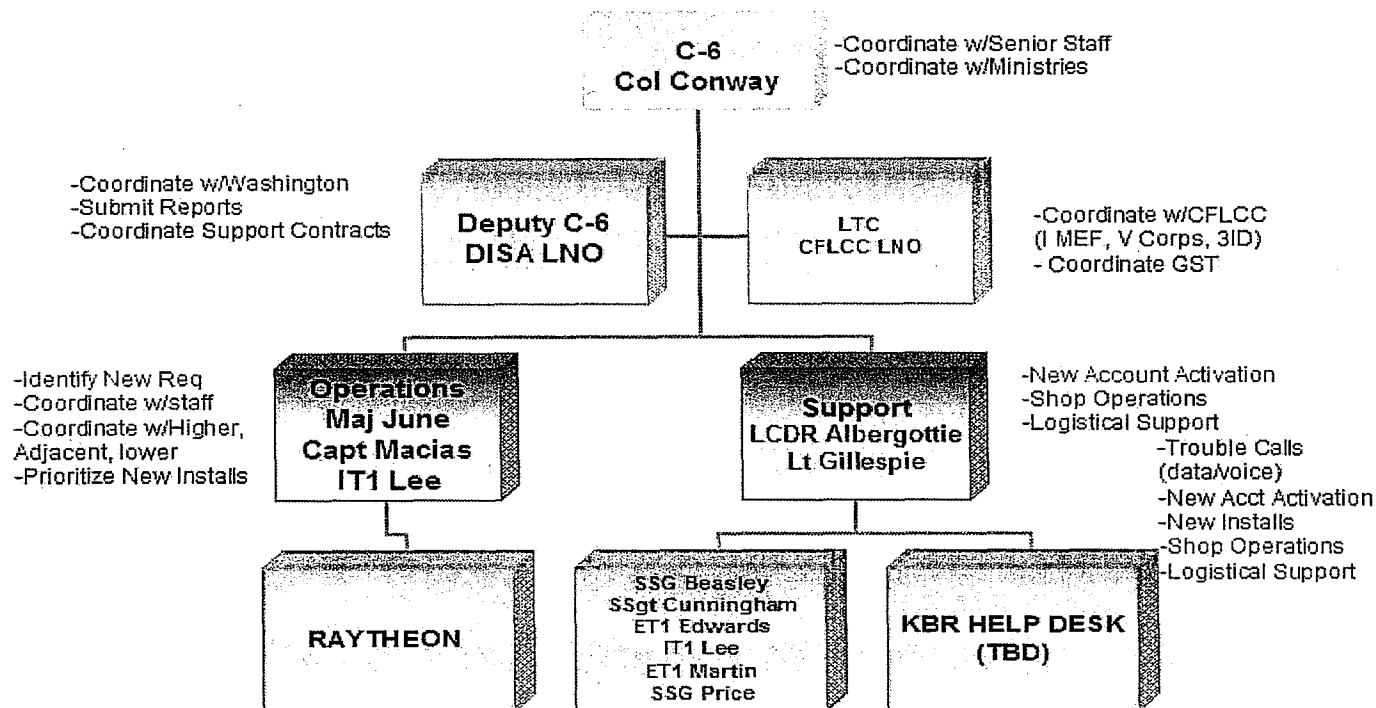 C-6
Col Conway
-Coordinate w/Senior Staff
-Coordinate w/Ministries
-Coordinate w/Washington
-Submit Reports
-Coordinate Support Contracts
Deputy C-6
DISA LNO
LTC
CFLCC LNO
-Coordinate w/CFLCC
(I MEF, V Corps, 3ID)
- Coordinate GST
-Identify New Req
-Coordinate w/staff
-Coordinate w/Higher,
Adjacent, lower
-Prioritize New Installs
Operations
Maj June
Capt Macias
IT1 Lee
Support
LCDR Albergottie
Lt Gillespie
-New Account Activation
-Shop Operations
-Logistical Support
-Trouble Calls
(data/voice)
-New Acct Activation
-New Installs
-Shop Operations
-Logistical Support
RAYTHEON
SSG Beasley
SSgt Cunningham
ET1 Edwards
IT1 Lee
ET1 Martin
SSG Price
KBR HELP DESK
(TBD)